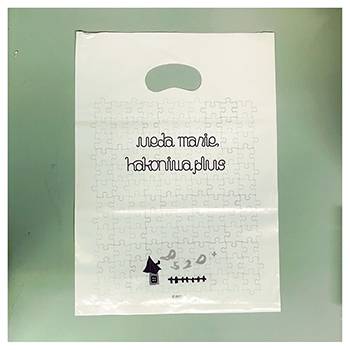 ueda marie,
hakoniwa plus